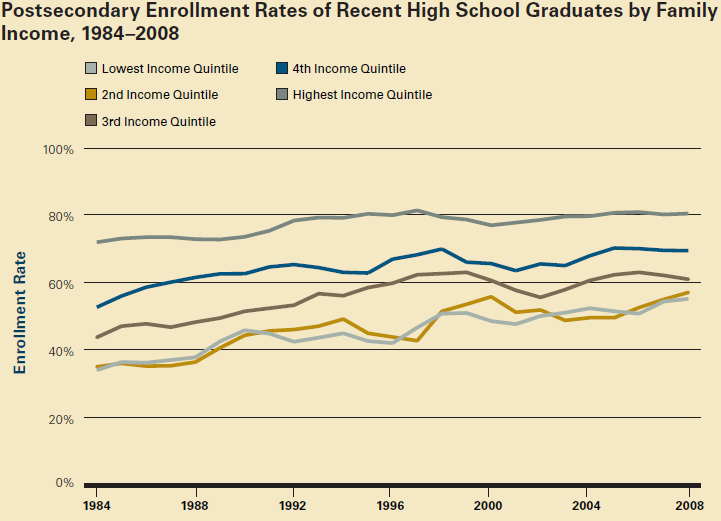 Postsecondary Enrollment Rates of Recent High School Graduates by Family
Income, 1984–2008
Lowest Income Quintile
4th Income Quintile
2nd Income Quintile
Highest Income Quintile
3rd Income Quintile
Enrollment Rate
100%
80%
60%
40%
20%
0%
1984 1988 1992 1996 2000 2004 2008